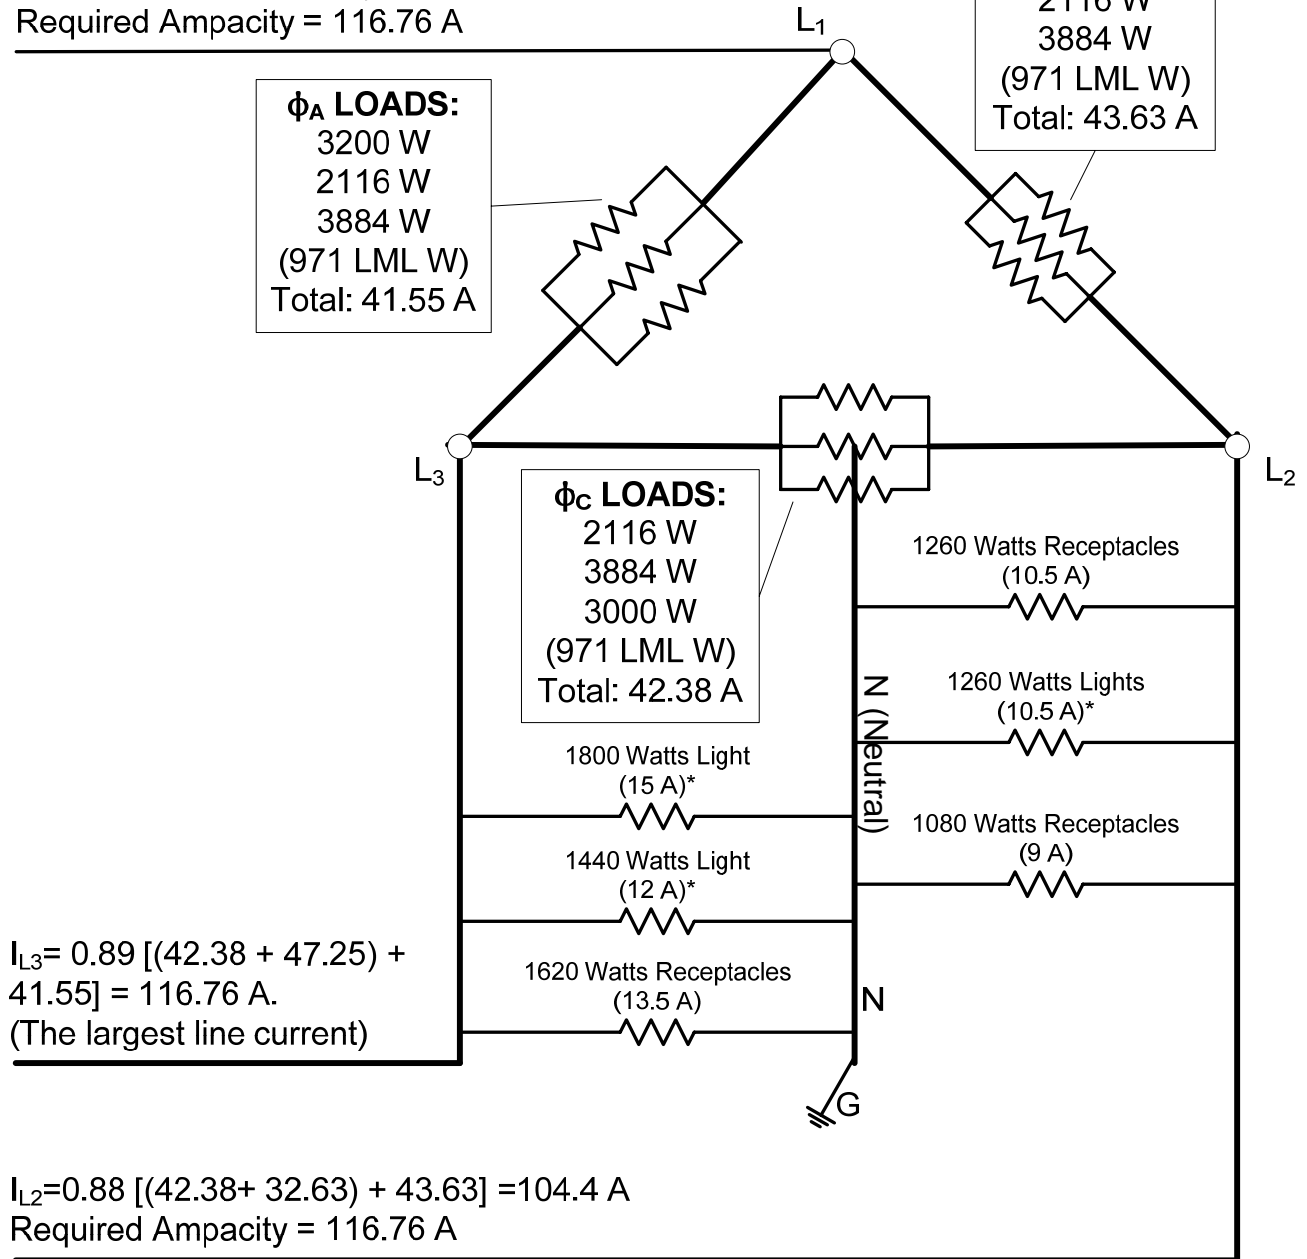 Required Ampacity = 116.76 A
L1
2116 W
3884 W
(971 LML W)
Total: 43.63 A
ϕA LOADS:
3200 W
2116 W
3884 W
(971 LML W)
Total: 41.55 A
L3
L2
ϕC LOADS:
2116 W
3884 W
3000 W
(971 LML W)
Total: 42.38 A
1260 Watts Receptacles
(10.5 A)
1260 Watts Lights
(10.5 A)*
N (Neutral)
1800 Watts Light
(15 A)*
1080 Watts Receptacles
(9 A)
1440 Watts Light
(12 A)*
1620 Watts Receptacles
(13.5 A)
N
G
IL3= 0.89 [(42.38 + 47.25) +
41.55] = 116.76 A.
(The largest line current)
IL2=0.88 [(42.38+ 32.63) + 43.63] =104.4 A
Required Ampacity = 116.76 A